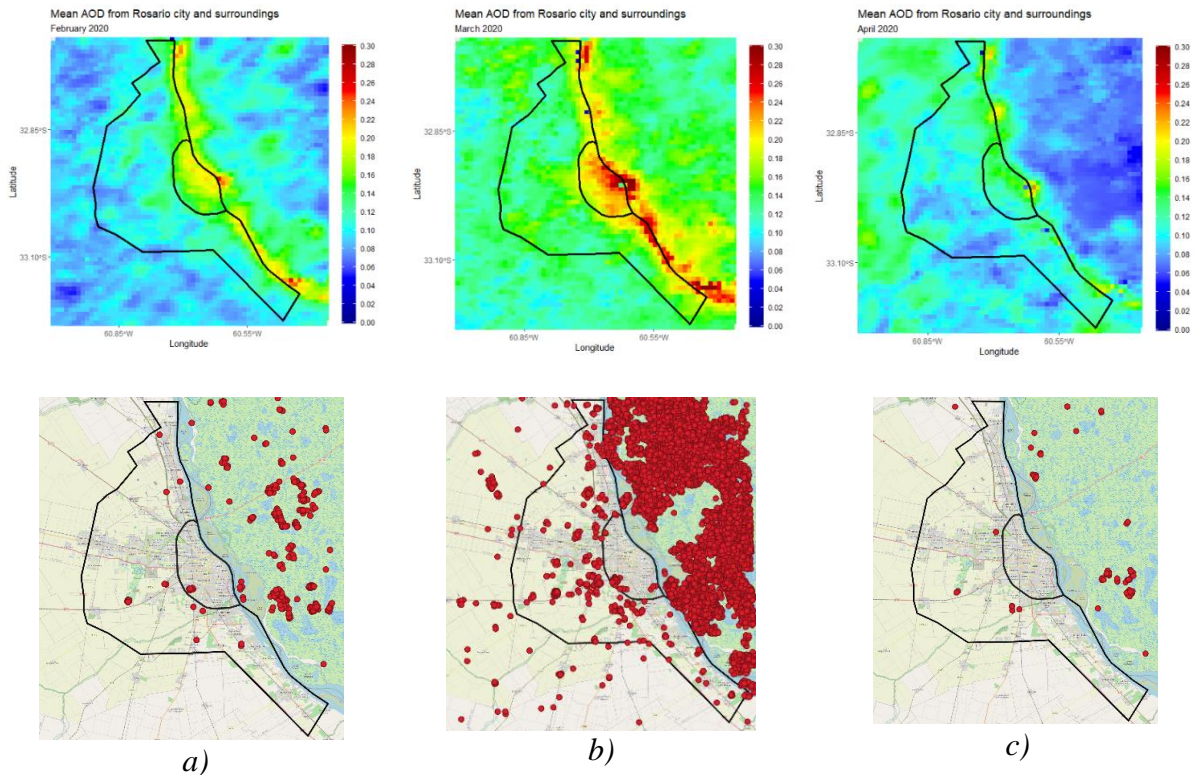 Mean AOD from Rosario city and surroundings
February 2020
0.30
0.28
0.26
0.24
0.22
0.20
0.18
0.16
0.14
0.12
0.10
0.08
0.06
0.04
0.02
0.00
32.85°S
33.10°S
Latitude
60.85°W
60.55°W
Longitude
Mean AOD from Rosario city and surroundings
March 2020
0.30
0.28
0.26
0.24
0.22
0.20
0.18
0.16
0.14
0.12
0.10
0.08
0.06
0.04
0.02
0.00
32.85°S
33.10°S
Latitude
60.85°W
60.55°W
Longitude
Mean AOD from Rosario city and surroundings
April 2020
0.30
0.28
0.26
0.24
0.22
0.20
0.18
0.16
0.14
0.12
0.10
0.08
0.06
0.04
0.02
0.00
32.85°S
33.10°S
Latitude
60.85°W
60.55°W
Longitude
a)
b)
c)